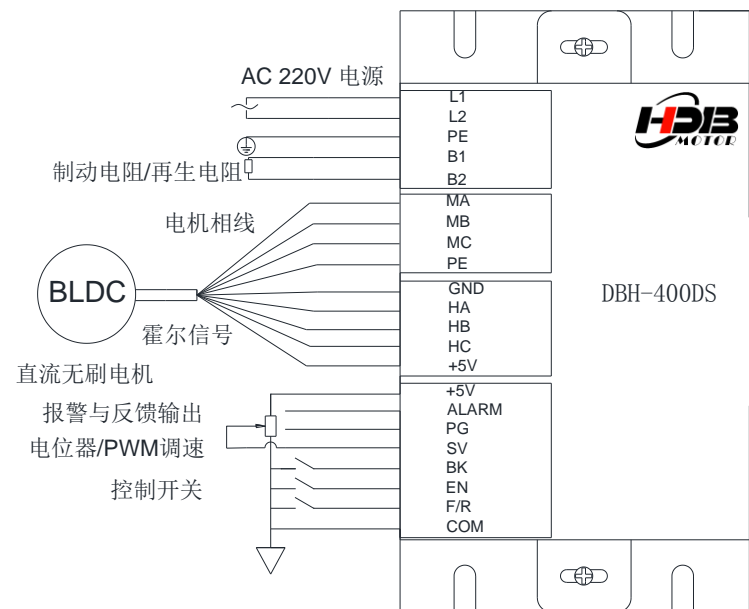 AC 220V 电源
L1
L2
PE
B1
B2
制动电阻/再生电阻
HDB
MOTOR
MA
MB
MC
PE
电机相线
BLDC
GND
HA
HB
HC
+5V
霍尔信号
DBH-400DS
直流无刷电机
+5V
ALARM
PG
SV
BK
EN
F/R
COM
报警与反馈输出
电位器/PWM调速
控制开关